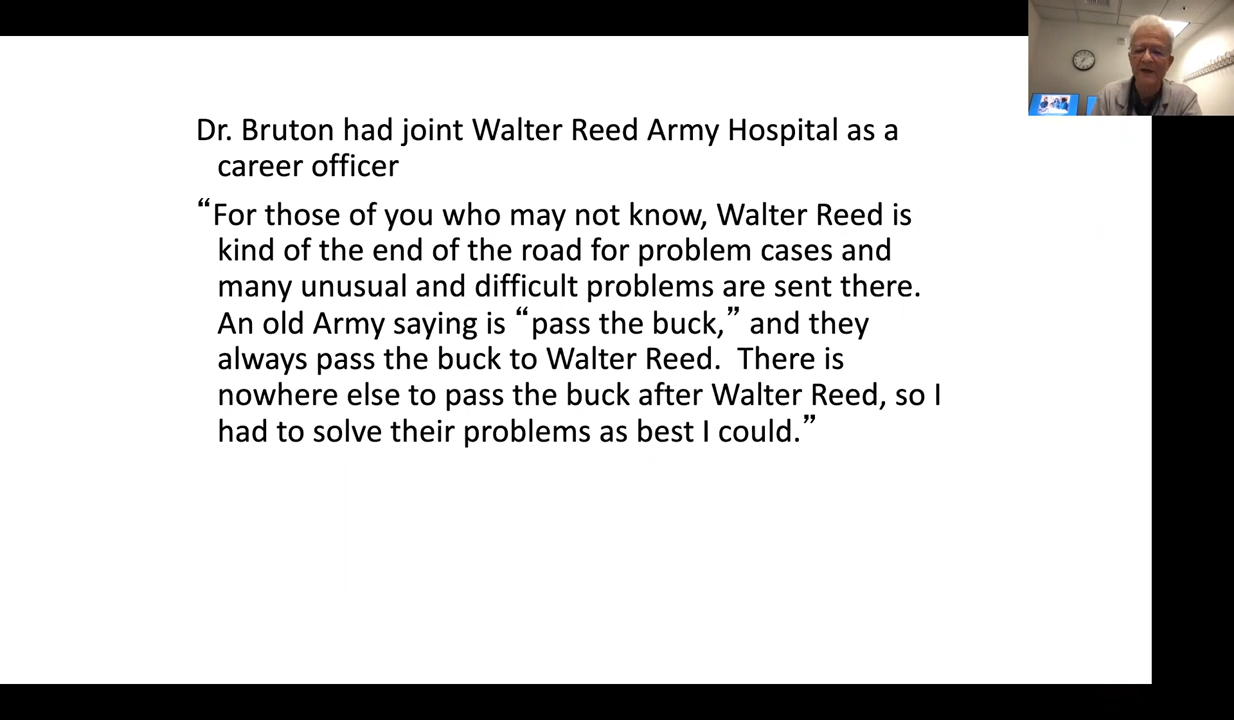 Dr. Bruton had joint Walter Reed Army Hospital as a
career officer
“For those of you who may not know, Walter Reed is
kind of the end of the road for problem cases and
many unusual and difficult problems are sent there.
An old Army saying is “pass the buck,” and they
always pass the buck to Walter Reed.  There is
nowhere else to pass the buck after Walter Reed, so I
had to solve their problems as best I could.”